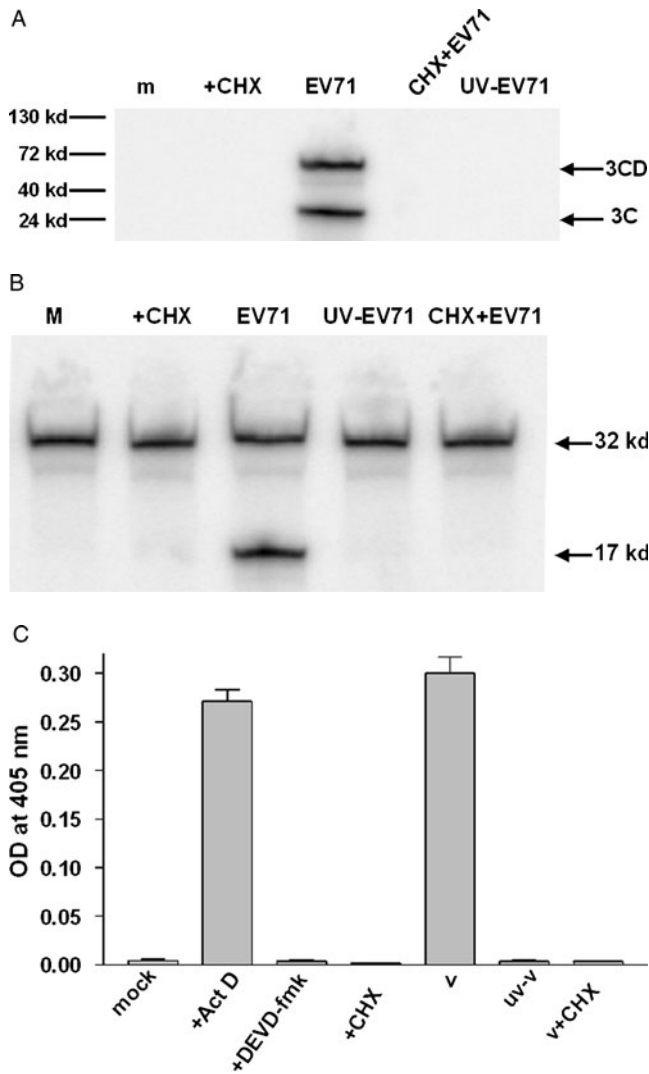 A
m +CHX EV71 CHX+EV71 UV-EV71
130 kd
72 kd
3CD
40 kd
24 kd
3C
B
M +CHX EV71 UV-EV71 CHX+EV71
32 kd
17 kd
C
OD at 405 nm
0.30
0.25
0.20
0.15
0.10
0.05
0.00
mock +Act D +DEVD-fmk +CHX v uv-v v+CHX